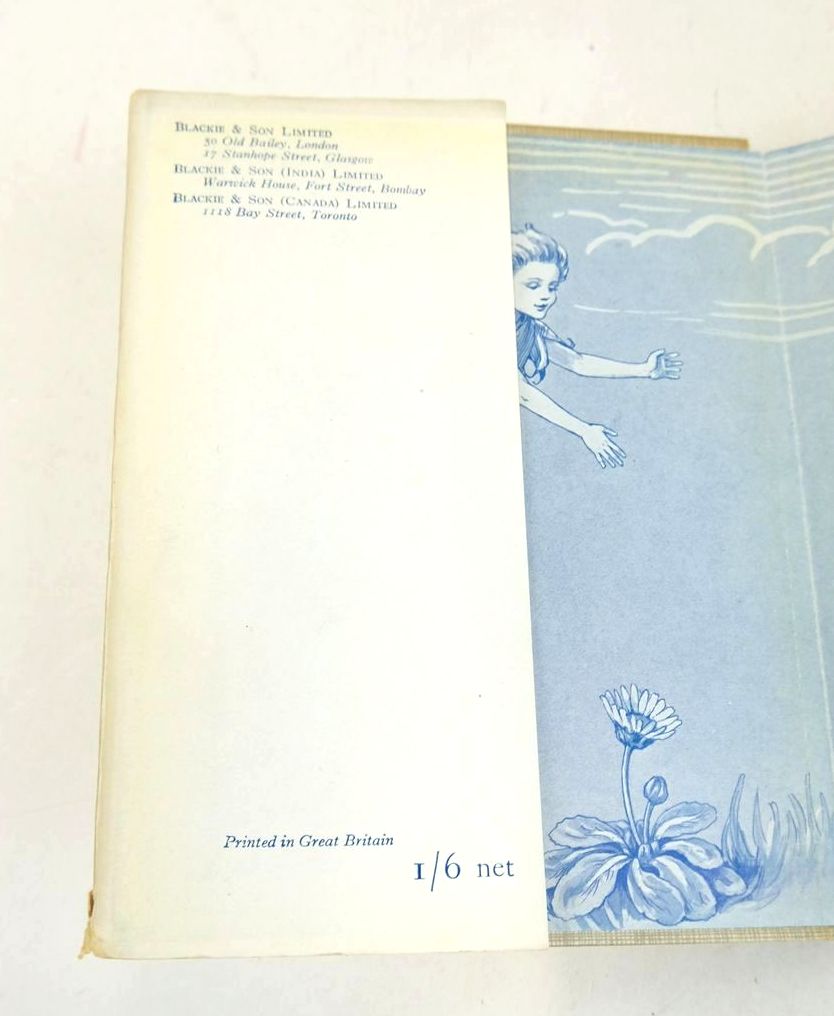 BLACKIE & SON LIMITED
50 Old Bailey, London
17 Stanhope Street, Glasgow
BLACKIE & SON (INDIA) LIMITED
Warwick House, Fort Street, Bombay
BLACKIE & SON (CANADA) LIMITED
1118 Bay Street, Toronto
Printed in Great Britain
1/6 net